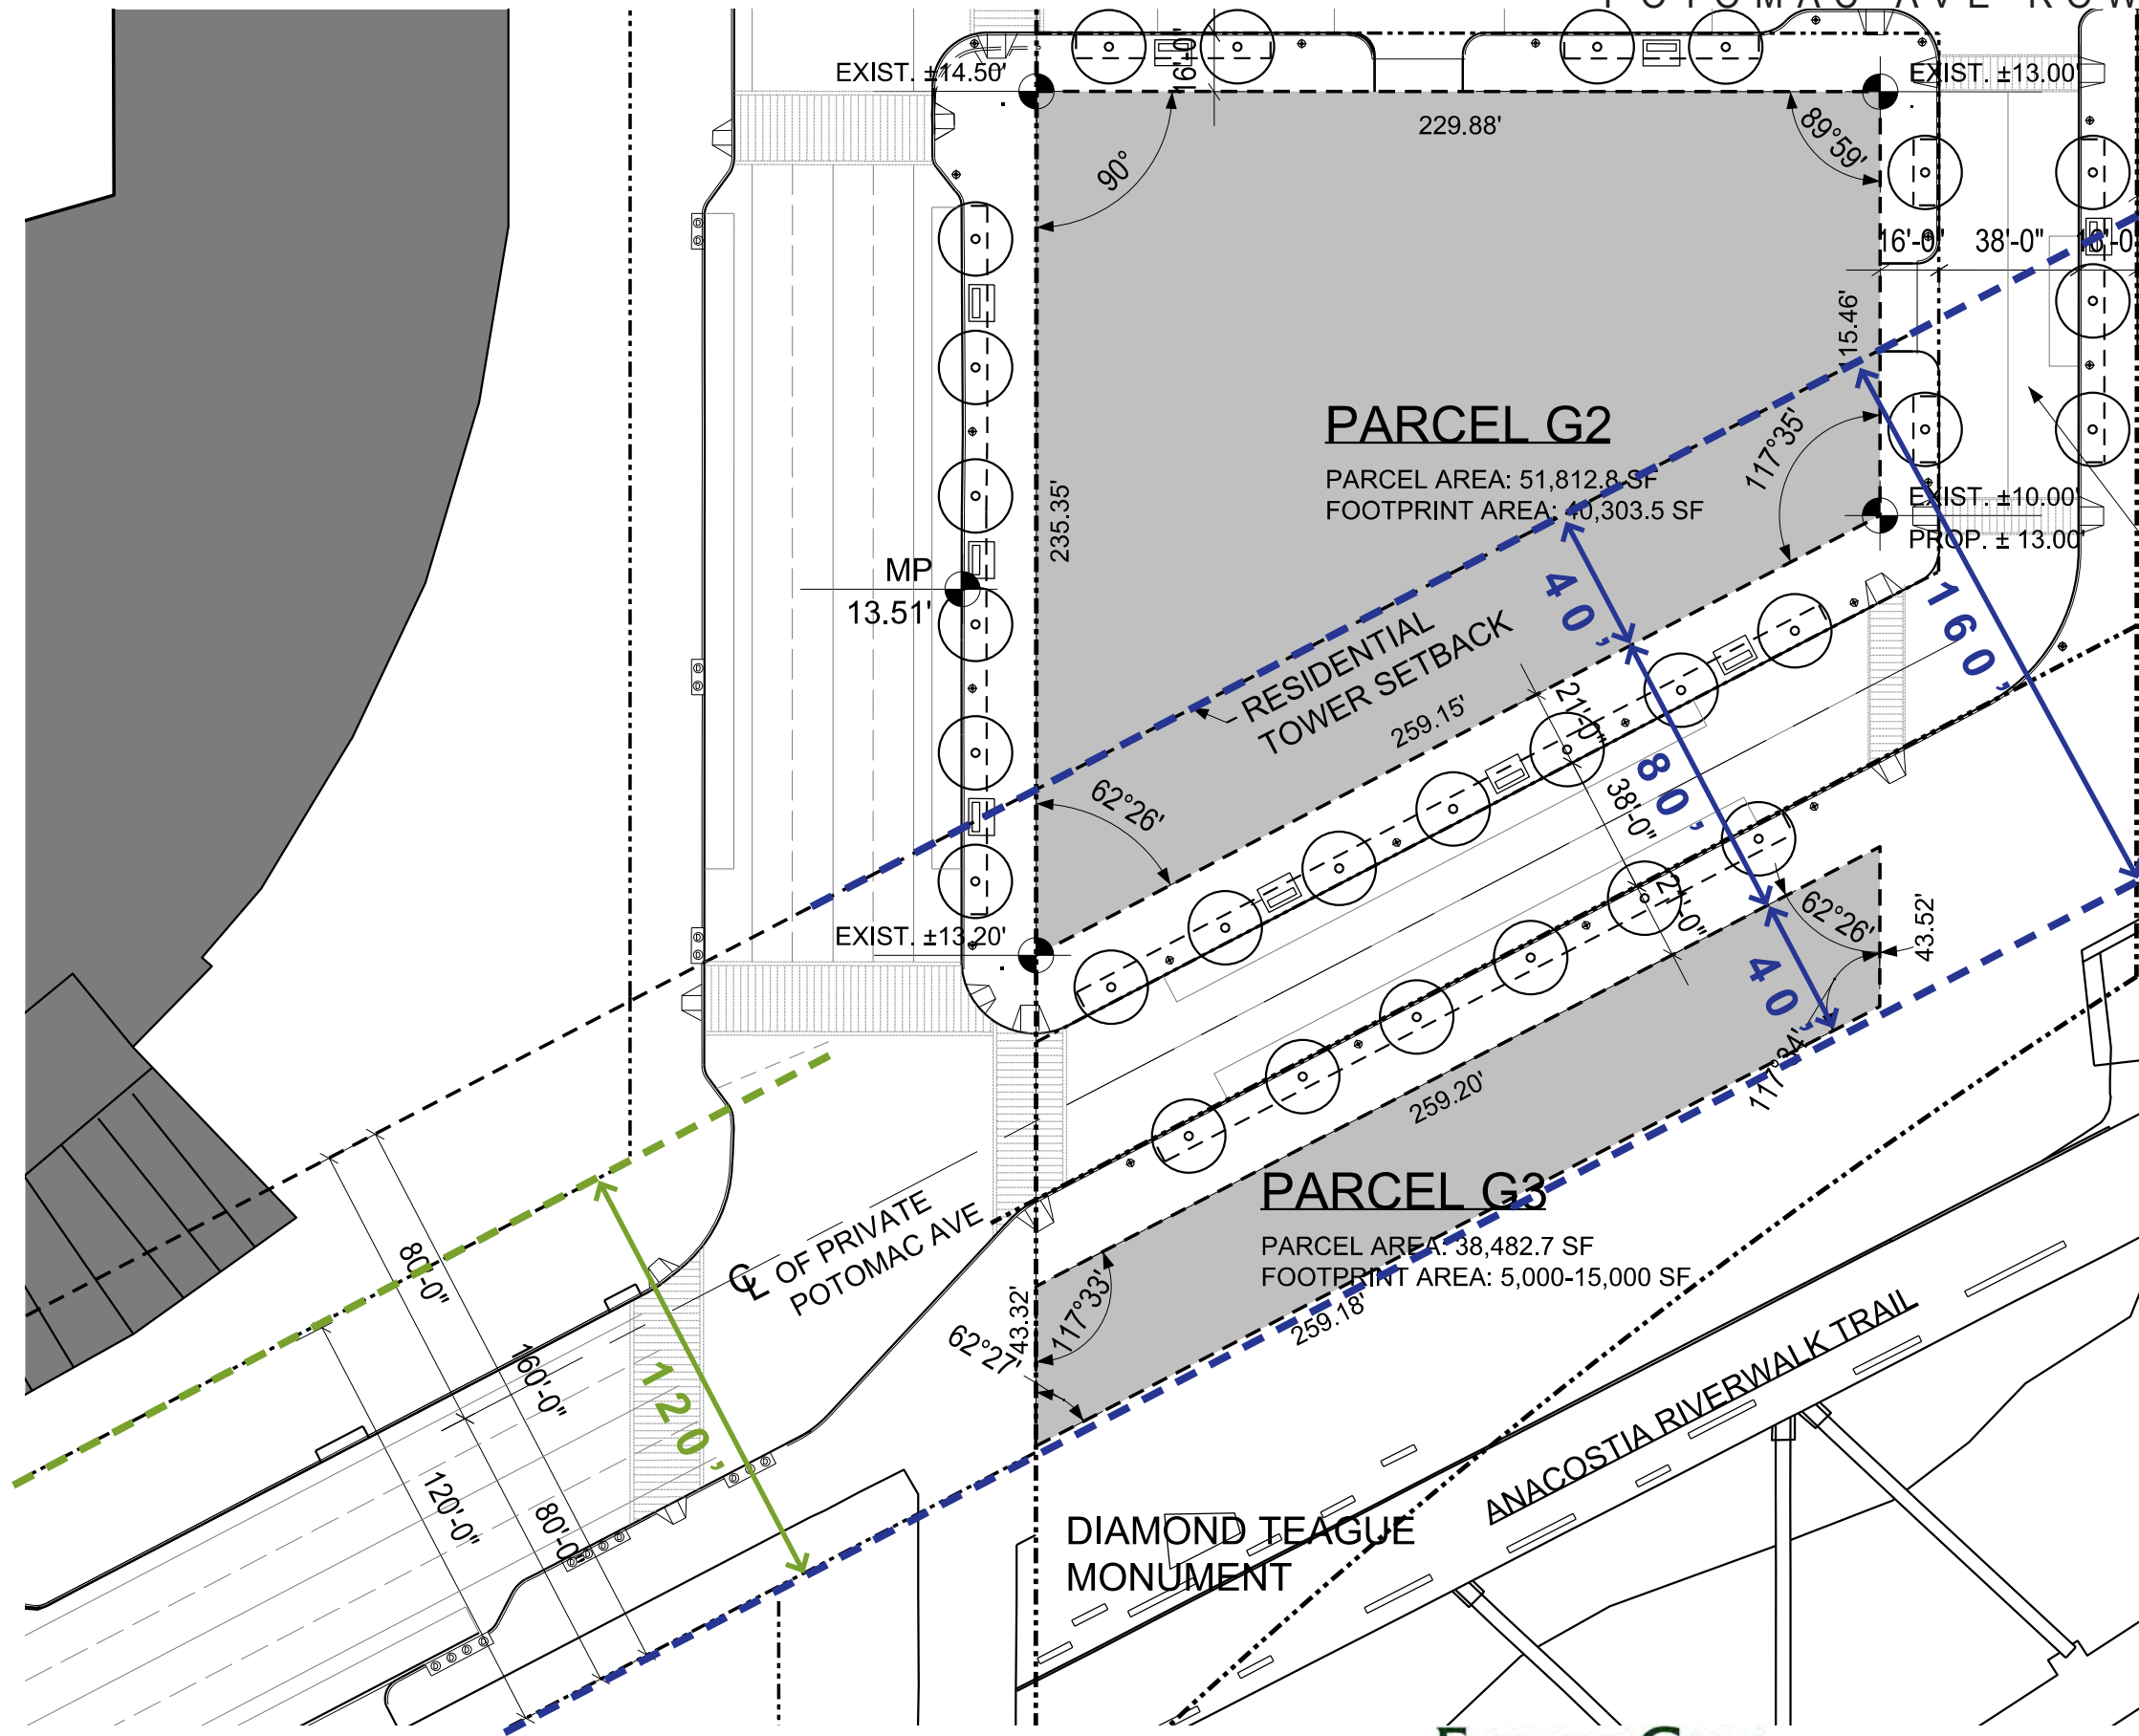 POTOMAC AVE ROW
EXIST. ±14.50'
16'-0"
EXIST. ±13.00'
229.88'
90°
89°59'
16'-0"
38'-0"
16'-0
115.46'
PARCEL G2
PARCEL AREA: 51,812.8 SF
FOOTPRINT AREA: 40,303.5 SF
117°35'
235.35'
EXIST. ±10.00'
PROP. ± 13.00'
MP
13.51'
40'
160'
RESIDENTIAL
TOWER SETBACK
259.15'
21'-0"
80'
38'-0"
62°26'
21'-0"
62°26'
43.52'
EXIST. ±13.20'
40'
117°34'
259.20'
PARCEL G3
PARCEL AREA: 38,482.7 SF
FOOTPRINT AREA: 5,000-15,000 SF
℄ OF PRIVATE
POTOMAC AVE
80'-0"
43.32'
117°33'
62°27'
259.18'
160'-0"
120'
120'-0"
80'-0"
ANACOSTIA RIVERWALK TRAIL
DIAMOND TEAGUE
MONUMENT